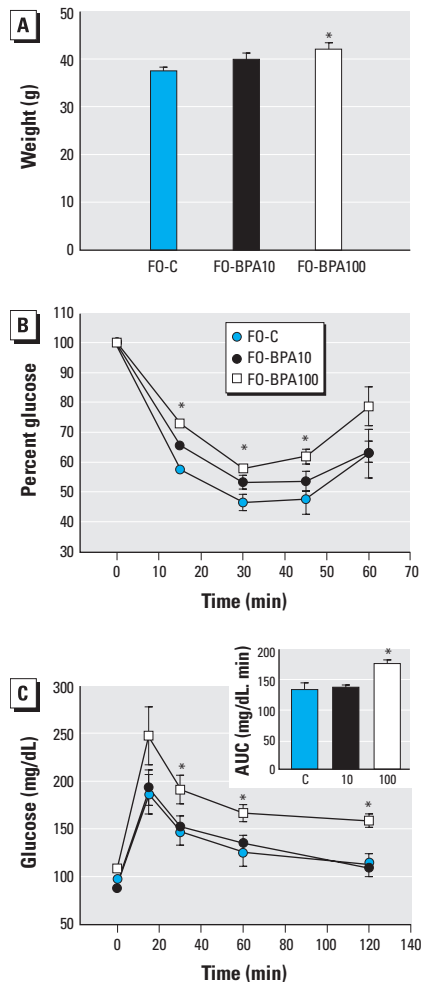 A
50
40
30
20
10
0
Weight (g)
*
FO-C FO-BPA10 FO-BPA100
B
110
100
90
80
70
60
50
40
30
Percent glucose
FO-C
FO-BPA10
FO-BPA100
* * *
0 10 20 30 40 50 60 70
Time (min)
C
300
250
200
150
100
50
Glucose (mg/dL)
* * *
0 20 40 60 80 100 120 140
Time (min)
200
150
100
50
0
AUC (mg/dL. min)
*
C 10 100